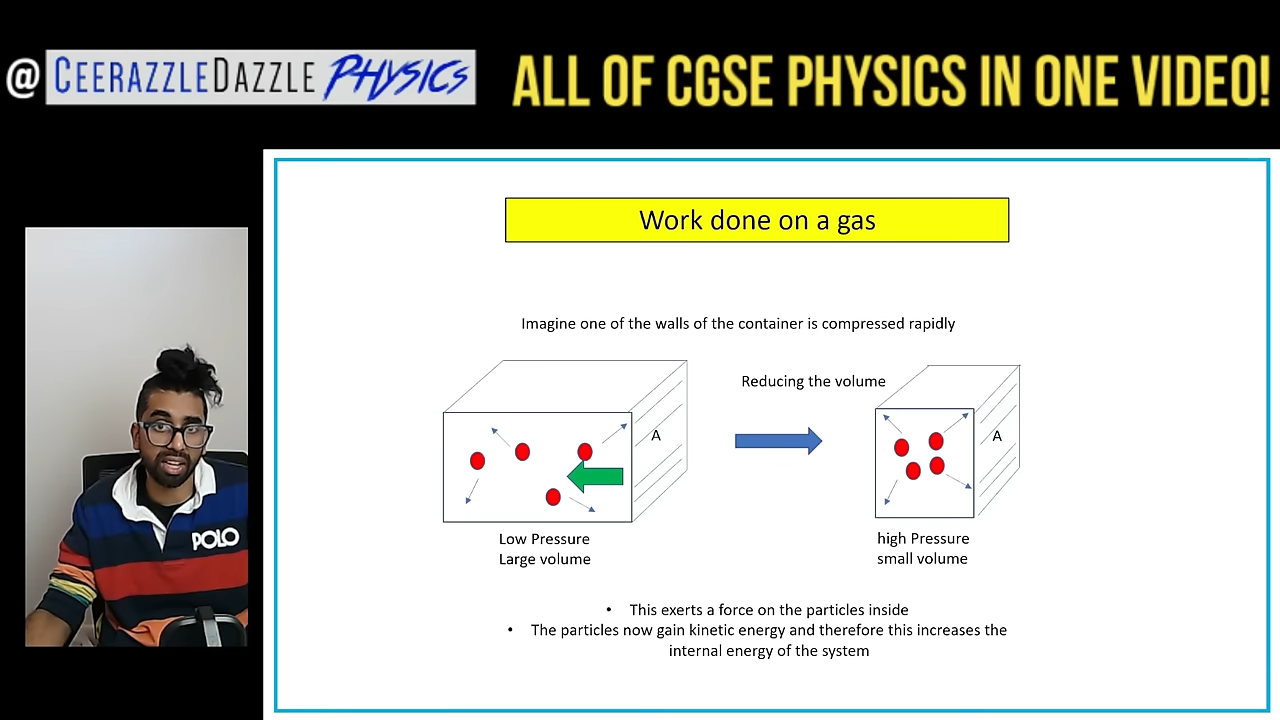 @ CEERAZZLEDAZZLE PHYSICS
ALL OF CGSE PHYSICS IN ONE VIDEO!
Work done on a gas
Imagine one of the walls of the container is compressed rapidly
Reducing the volume
A
A
Low Pressure
Large volume
high Pressure
small volume
• This exerts a force on the particles inside
• The particles now gain kinetic energy and therefore this increases the
internal energy of the system
POLO